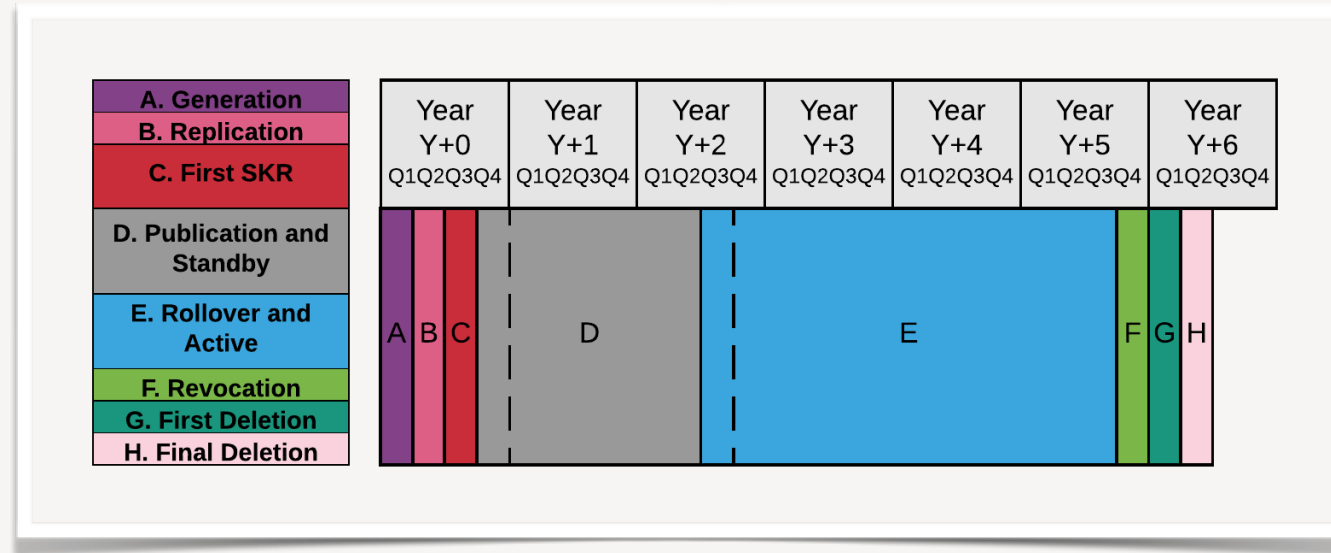 A. Generation
B. Replication
C. First SKR
D. Publication and
Standby
E. Rollover and
Active
F. Revocation
G. First Deletion
H. Final Deletion
Year
Y+0
Q1Q2Q3Q4
Year
Y+1
Q1Q2Q3Q4
Year
Y+2
Q1Q2Q3Q4
Year
Y+3
Q1Q2Q3Q4
Year
Y+4
Q1Q2Q3Q4
Year
Y+5
Q1Q2Q3Q4
Year
Y+6
Q1Q2Q3Q4
A B C D E F G H